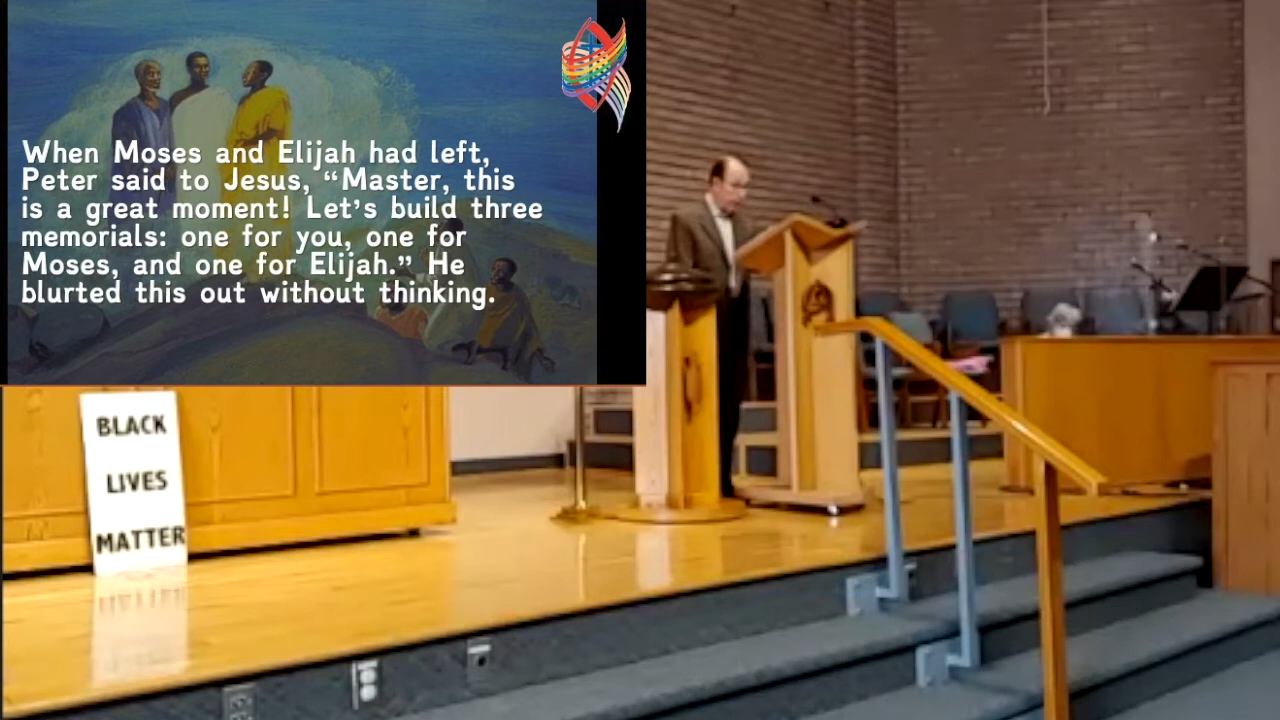 When Moses and Elijah had left,
Peter said to Jesus, “Master, this
is a great moment! Let’s build three
memorials: one for you, one for
Moses, and one for Elijah.” He
blurted this out without thinking.
BLACK
LIVES
MATTER